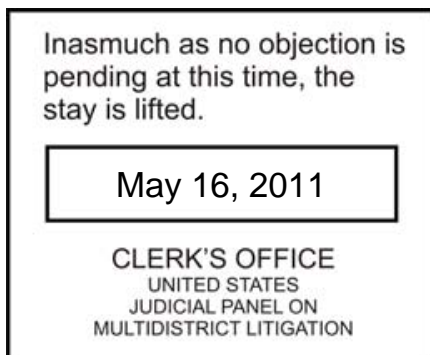 Inasmuch as no objection is
pending at this time, the
stay is lifted.
May 16, 2011
CLERK'S OFFICE
UNITED STATES
JUDICIAL PANEL ON
MULTIDISTRICT LITIGATION